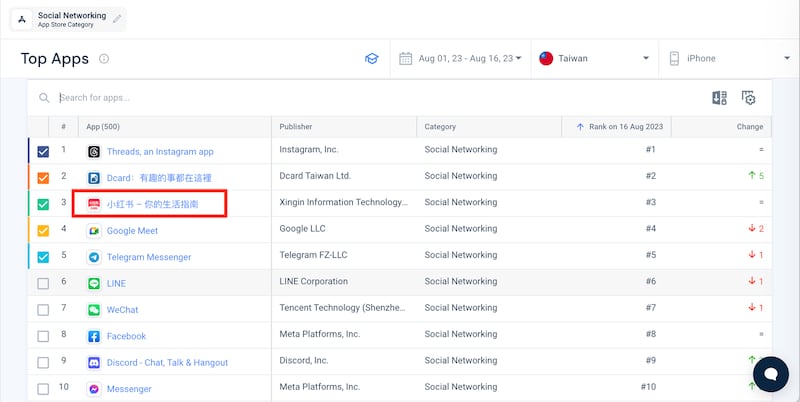 Social Networking
App Store Category
Top Apps
Aug 01, 23 - Aug 16, 23
Taiwan
iPhone
Search for apps...
# App (500) Publisher Category Rank on 16 Aug 2023 Change
1 Threads, an Instagram app Instagram, Inc. Social Networking #1 =
2 Dcard：有趣的事都在這裡 Dcard Taiwan Ltd. Social Networking #2 ↑ 5
3 小红书 – 你的生活指南 Xingin Information Technology... Social Networking #3 =
4 Google Meet Google LLC Social Networking #4 ↓ 2
5 Telegram Messenger Telegram FZ-LLC Social Networking #5 ↓ 1
6 LINE LINE Corporation Social Networking #6 ↓ 1
7 WeChat Tencent Technology (Shenzhe... Social Networking #7 ↓ 1
8 Facebook Meta Platforms, Inc. Social Networking #8 =
9 Discord - Chat, Talk & Hangout Discord, Inc. Social Networking #9 ↑
10 Messenger Meta Platforms, Inc. Social Networking #10 ↑